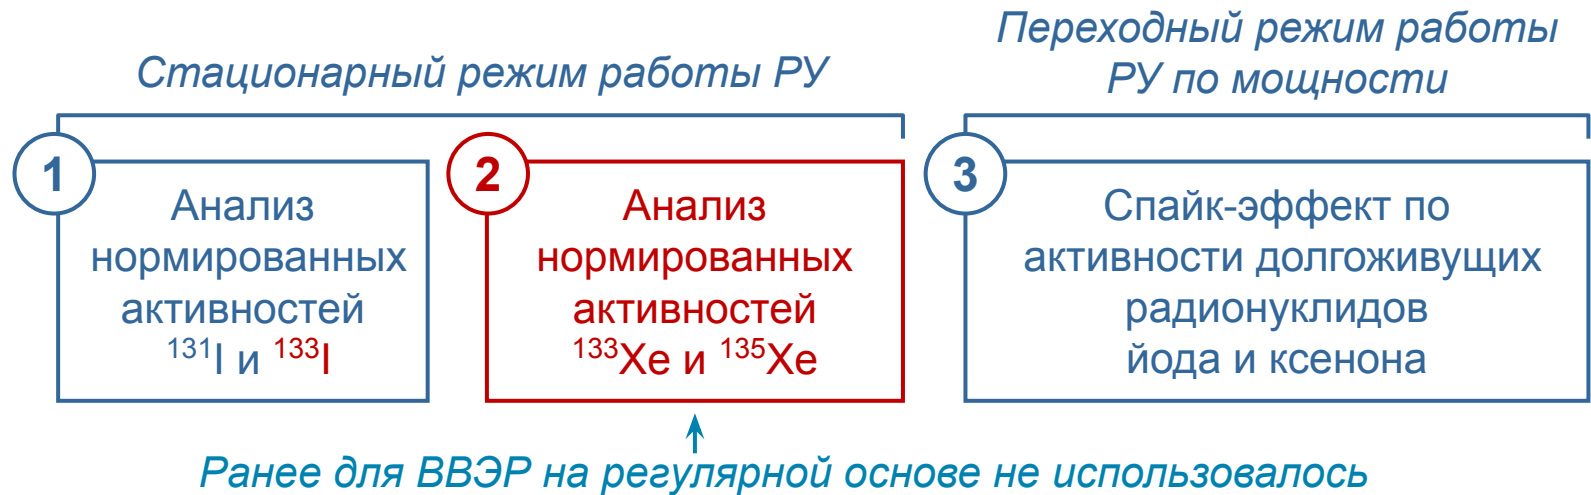 Стационарный режим работы РУ
Переходный режим работы
РУ по мощности
1
Анализ
нормированных
активностей
¹³¹I и ¹³³I
2
Анализ
нормированных
активностей
¹³³Xe и ¹³⁵Xe
3
Спайк-эффект по
активности долгоживущих
радионуклидов
йода и ксенона
Ранее для ВВЭР на регулярной основе не использовалось